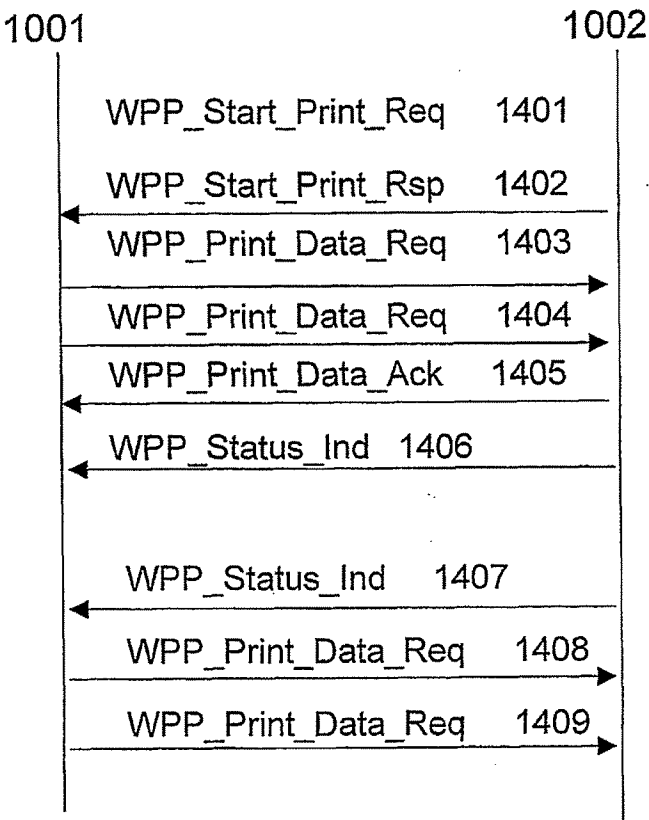 1001 1002
WPP_Start_Print_Req 1401
WPP_Start_Print_Rsp 1402
WPP_Print_Data_Req 1403
WPP_Print_Data_Req 1404
WPP_Print_Data_Ack 1405
WPP_Status_Ind 1406
WPP_Status_Ind 1407
WPP_Print_Data_Req 1408
WPP_Print_Data_Req 1409